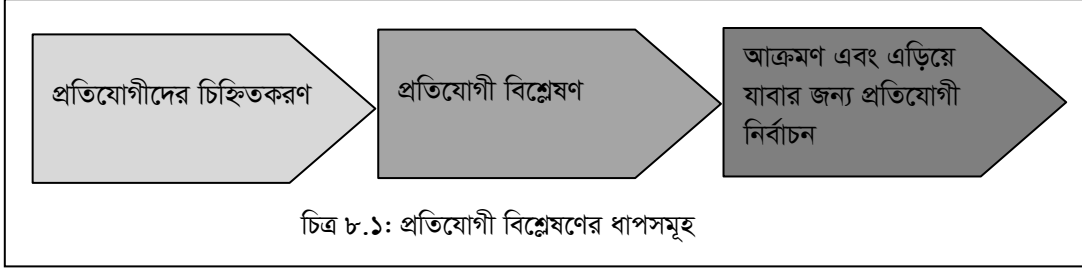 প্রতিযোগীদের চিহ্নিতকরণ
প্রতিযোগী বিশ্লেষণ
আক্রমণ এবং এড়িয়ে
যাবার জন্য প্রতিযোগী
নির্বাচন
চিত্র ৮.১: প্রতিযোগী বিশ্লেষণের ধাপসমূহ